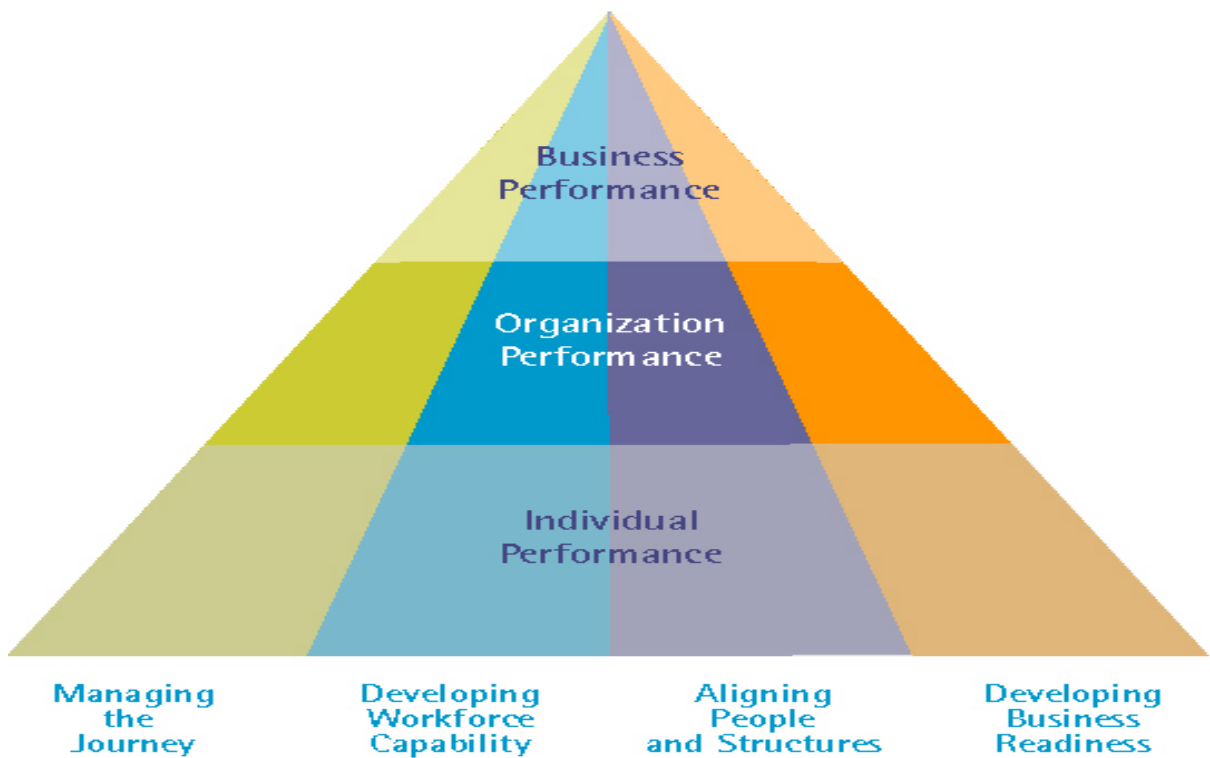 Business
Performance
Organization
Performance
Individual
Performance
Managing
the
Journey
Developing
Workforce
Capability
Aligning
People
and Structures
Developing
Business
Readiness